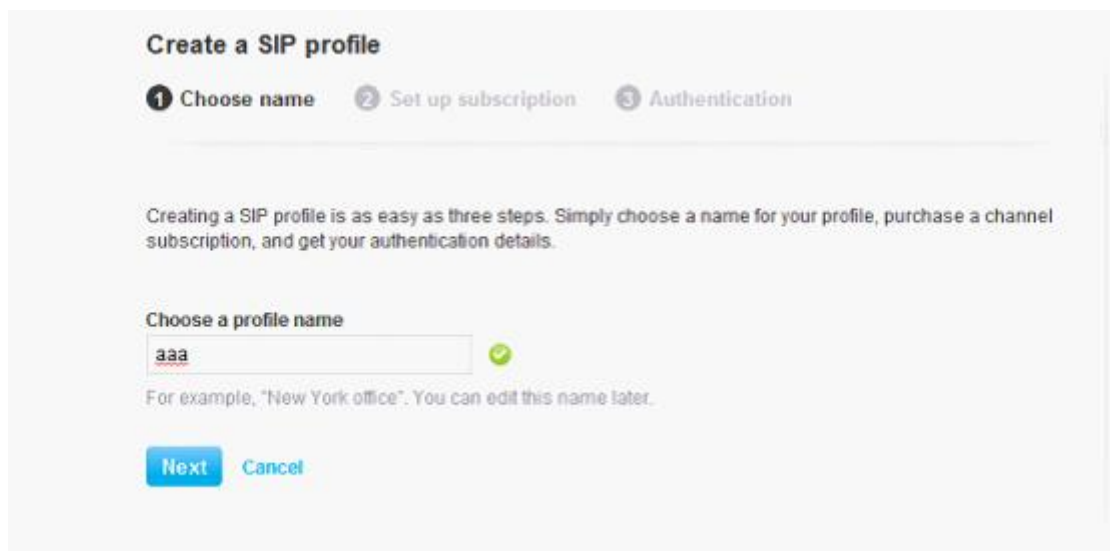 Create a SIP profile
1 Choose name 2 Set up subscription 3 Authentication
Creating a SIP profile is as easy as three steps. Simply choose a name for your profile, purchase a channel
subscription, and get your authentication details.
Choose a profile name
aaa
For example, "New York office". You can edit this name later.
Next Cancel